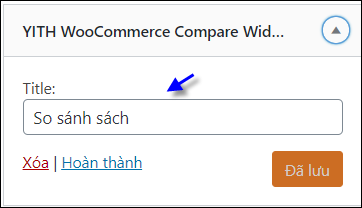 YITH WooCommerce Compare Wid...
Title:
So sánh sách
Xóa | Hoàn thành
Đã lưu